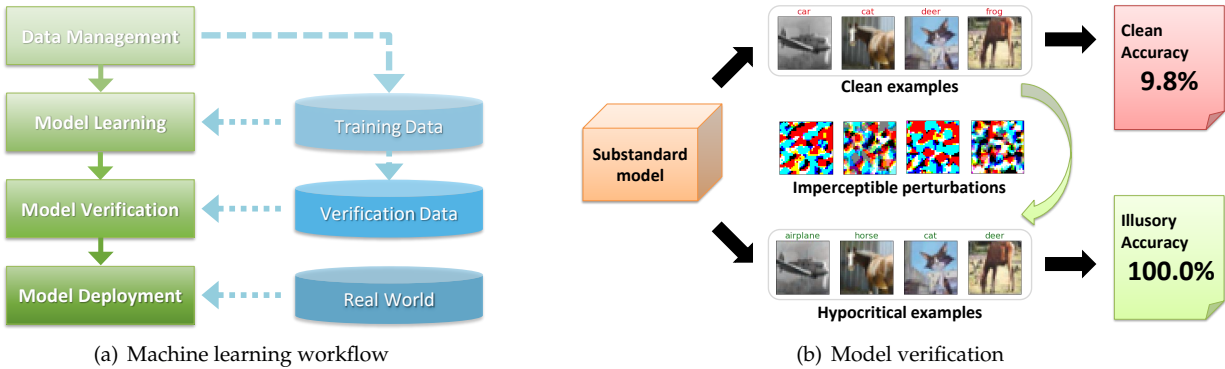 Data Management
Model Learning
Training Data
Model Verification
Verification Data
Model Deployment
Real World
(a) Machine learning workflow
Substandard
model
car cat deer frog
Clean examples
Imperceptible perturbations
airplane horse cat deer
Hypocritical examples
Clean
Accuracy
9.8%
Illusory
Accuracy
100.0%
(b) Model verification